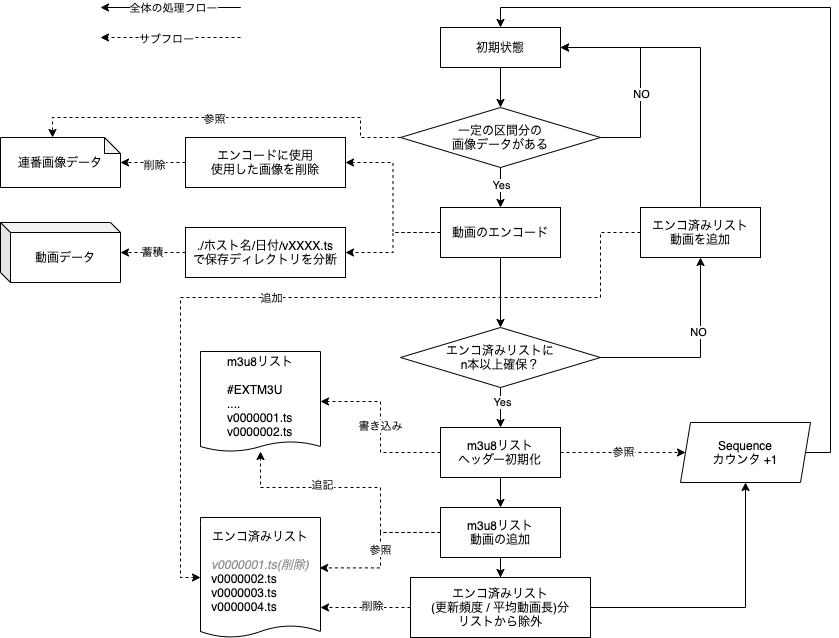 全体の処理フロー
サブフロー
初期状態
NO
参照
一定の区間分の
画像データがある
連番画像データ
削除
エンコードに使用
使用した画像を削除
Yes
動画のエンコード
エンコ済みリスト
動画を追加
動画データ
蓄積
./ホスト名/日付/vXXXX.ts
で保存ディレクトリを分断
追加
NO
エンコ済みリストに
n本以上確保？
m3u8リスト
#EXTM3U
....
v0000001.ts
v0000002.ts
Yes
書き込み
m3u8リスト
ヘッダー初期化
参照
Sequence
カウンタ +1
追記
m3u8リスト
動画の追加
参照
エンコ済みリスト
v0000001.ts(削除)
v0000002.ts
v0000003.ts
v0000004.ts
削除
エンコ済みリスト
(更新頻度 / 平均動画長)分
リストから除外